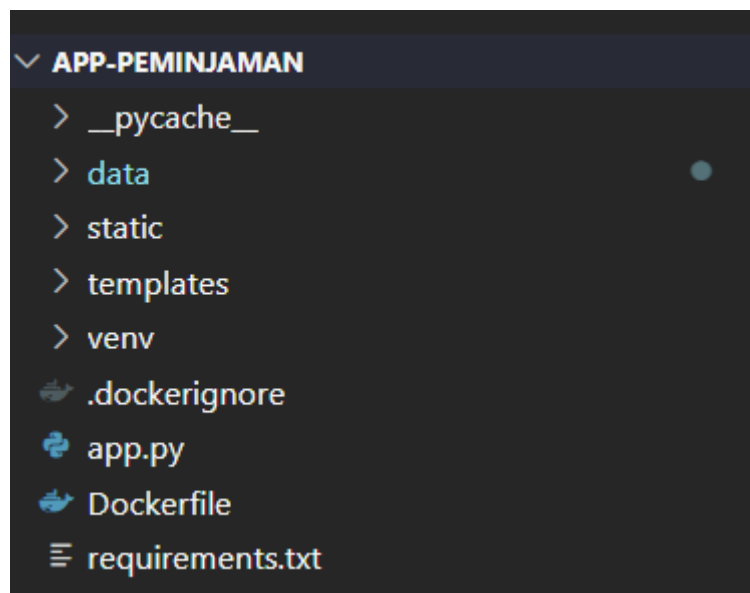 APP-PEMINJAMAN
__pycache__
data
static
templates
venv
.dockerignore
app.py
Dockerfile
requirements.txt